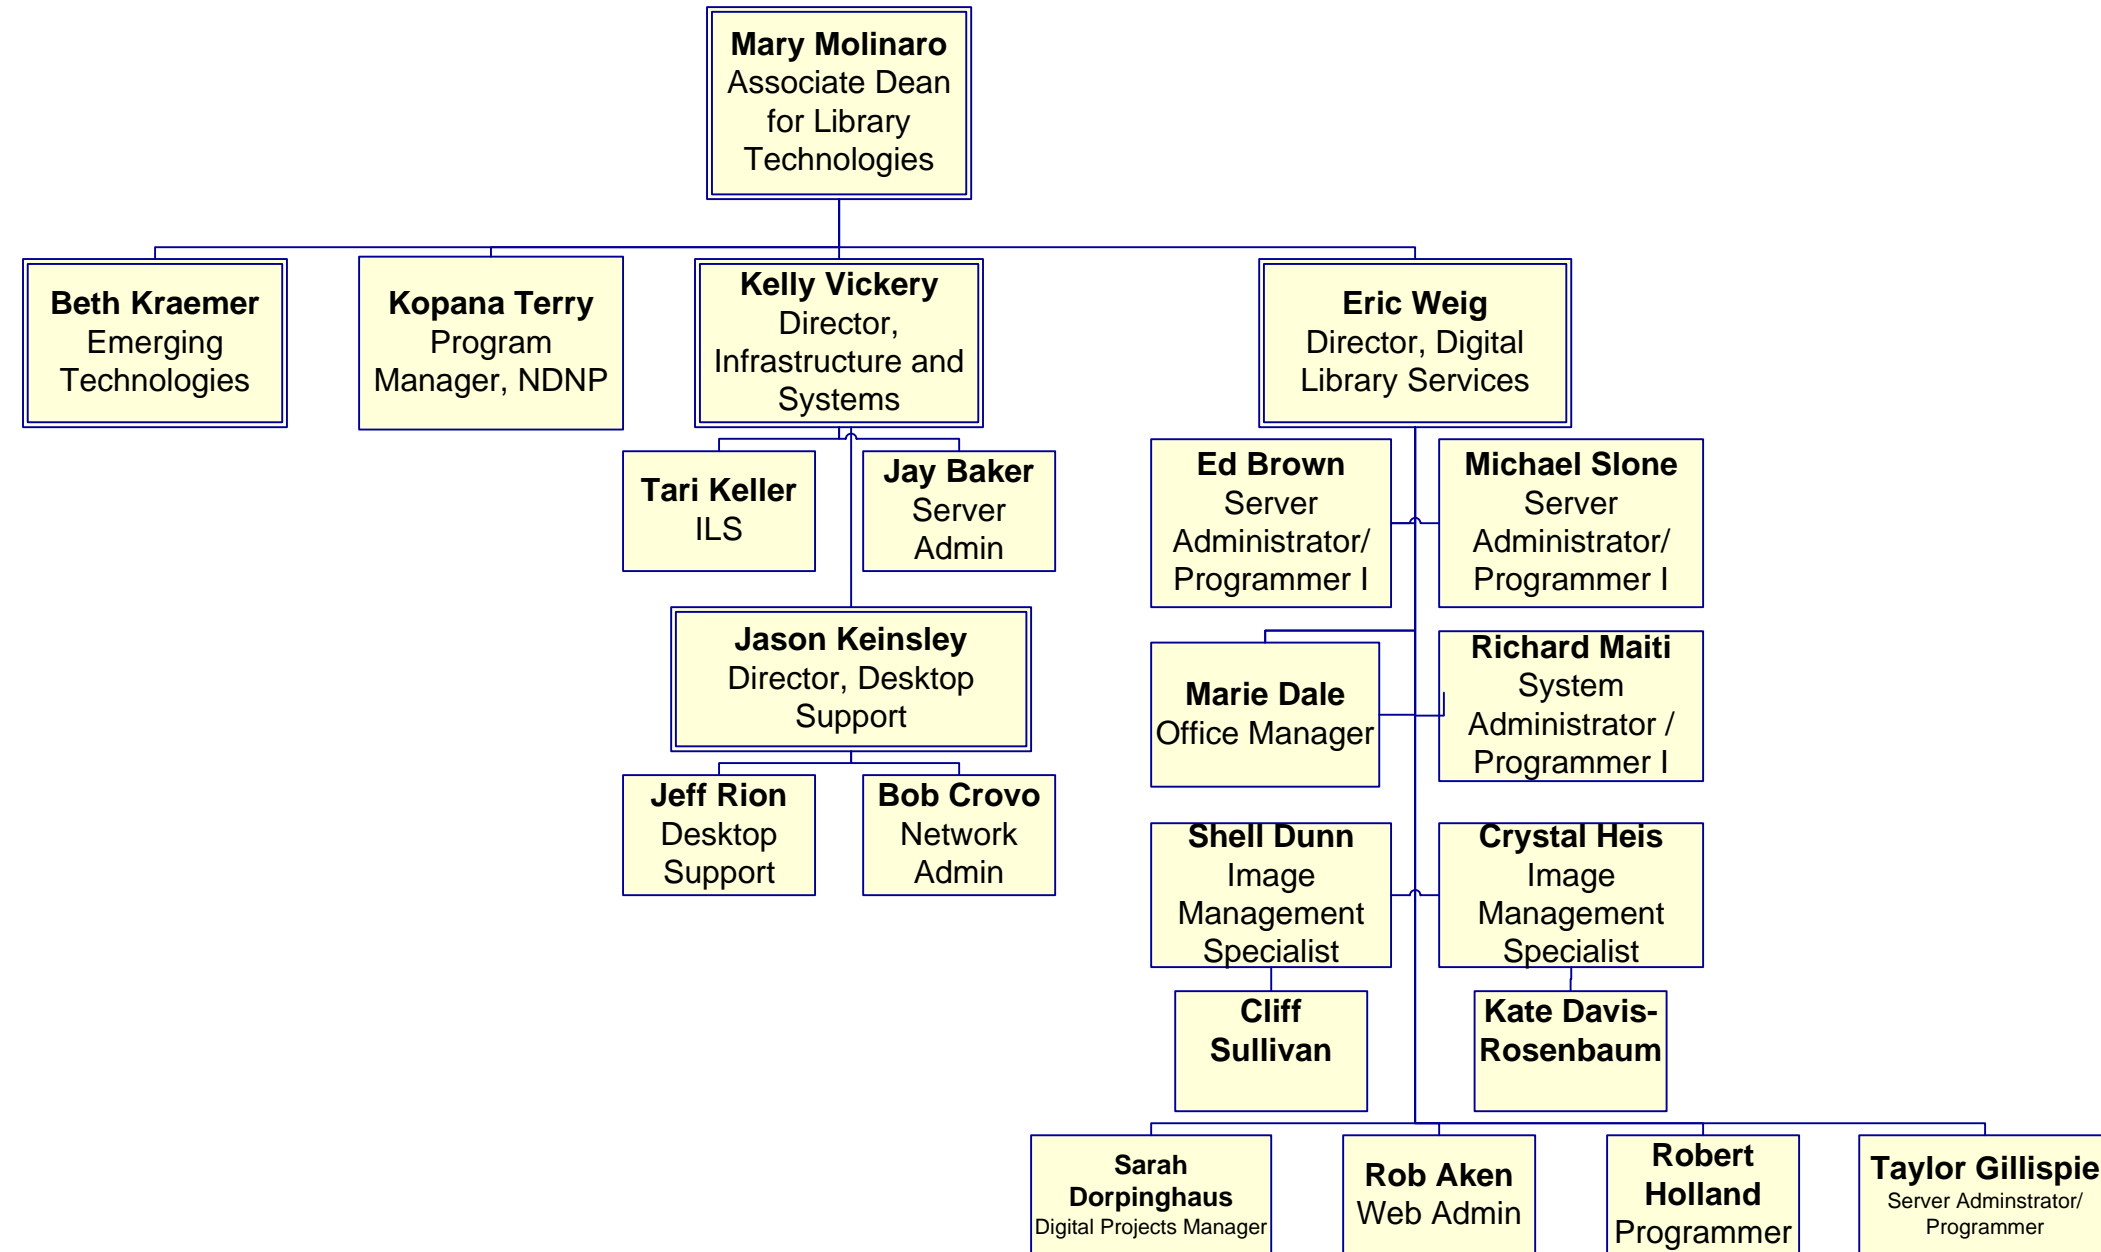 Mary Molinaro
Associate Dean
for Library
Technologies
Beth Kraemer
Emerging
Technologies
Kopana Terry
Program
Manager, NDNP
Kelly Vickery
Director,
Infrastructure and
Systems
Eric Weig
Director, Digital
Library Services
Tari Keller
ILS
Jay Baker
Server
Admin
Ed Brown
Server
Administrator/
Programmer I
Michael Slone
Server
Administrator/
Programmer I
Jason Keinsley
Director, Desktop
Support
Marie Dale
Office Manager
Richard Maiti
System
Administrator /
Programmer I
Jeff Rion
Desktop
Support
Bob Crovo
Network
Admin
Shell Dunn
Image
Management
Specialist
Crystal Heis
Image
Management
Specialist
Cliff
Sullivan
Kate Davis-
Rosenbaum
Sarah
Dorpinghaus
Digital Projects Manager
Rob Aken
Web Admin
Robert
Holland
Programmer
Taylor Gillispie
Server Adminstrator/
Programmer